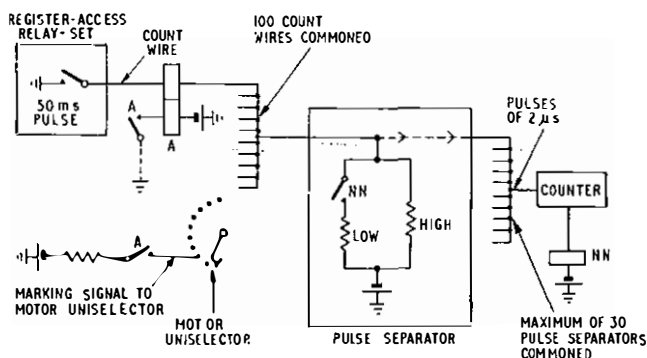 REGISTER-ACCESS
RELAY-SET
COUNT
WIRE
100 COUNT
WIRES COMMONED
50 ms
PULSE
A
A
PULSES
OF 2 μs
COUNTER
NN
LOW
HIGH
NN
A
MARKING SIGNAL TO
MOTOR UNISELECTOR
MOTOR
UNISELECTOR
PULSE SEPARATOR
MAXIMUM OF 30
PULSE SEPARATORS
COMMONED